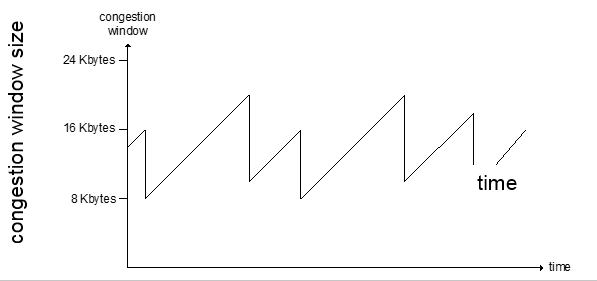 congestion window size
congestion
window
24 Kbytes
16 Kbytes
8 Kbytes
time
time